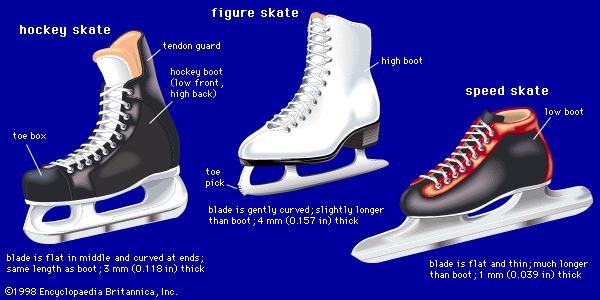 hockey skate
tendon guard
hockey boot
(low front,
high back)
toe box
blade is flat in middle and curved at ends;
same length as boot; 3 mm (0.118 in) thick
figure skate
high boot
toe
pick
blade is gently curved; slightly longer
than boot; 4 mm (0.157 in) thick
speed skate
low boot
blade is flat and thin; much longer
than boot; 1 mm (0.039 in) thick
©1998 Encyclopaedia Britannica, Inc.